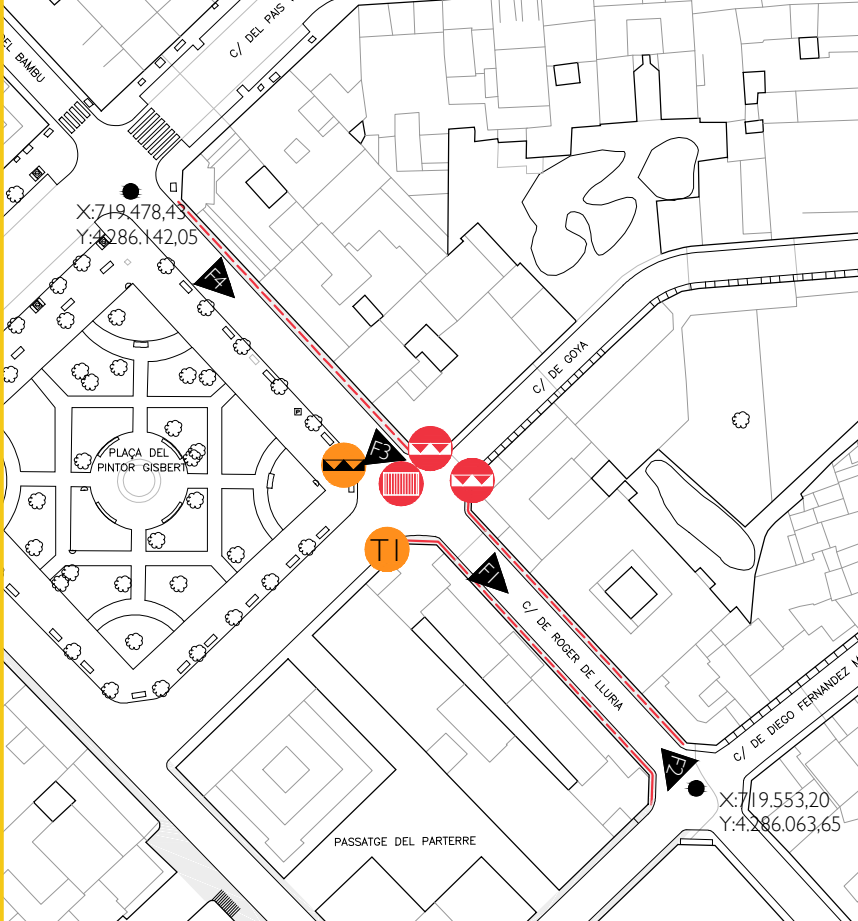 C/ DEL PAIS
DEL BAMBU
X:719.478,43
Y:4.286.142,05
F4
C/ DE GOYA
F3
PLAÇA DEL
PINTOR GISBERT
P
T1
F1
C/ DE ROGER DE LLURIA
F2
C/ DE DIEGO FERNANDEZ M
X:719.553,20
Y:4.286.063,65
PASSATGE DEL PARTERRE